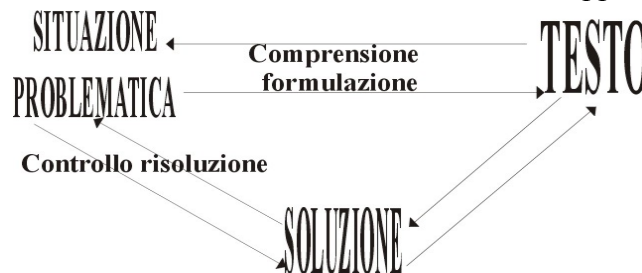 SITUAZIONE
PROBLEMATICA
Comprensione
formulazione
TESTO
Controllo risoluzione
SOLUZIONE